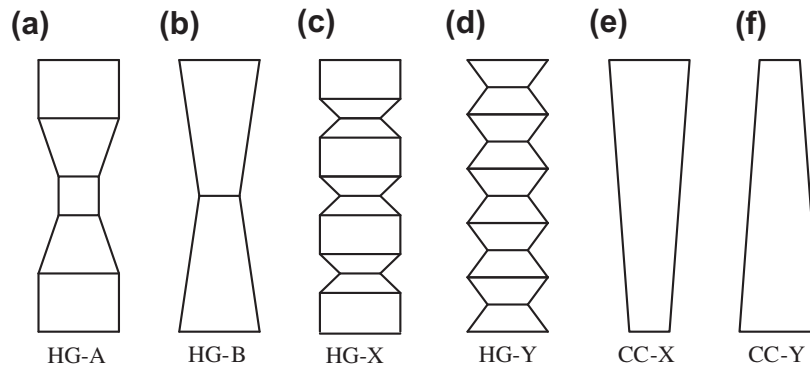 (a) (b) (c) (d) (e) (f)
HG-A HG-B HG-X HG-Y CC-X CC-Y